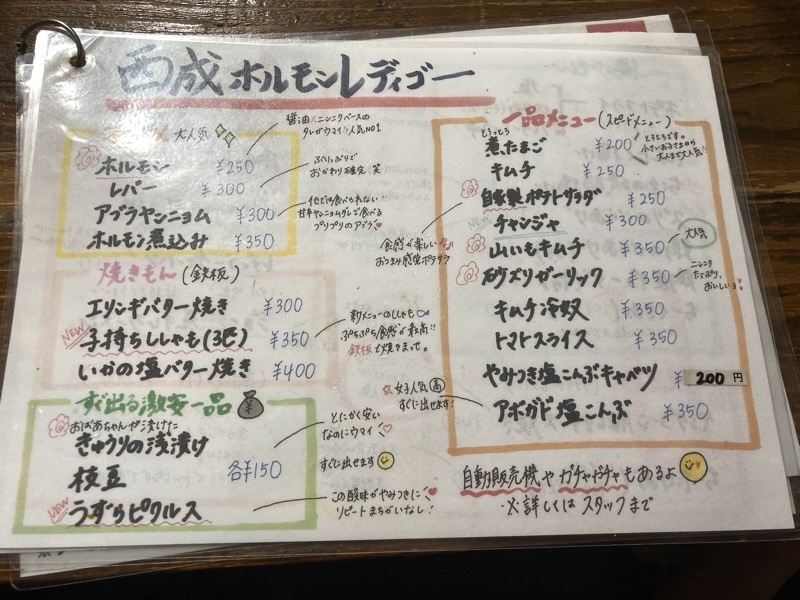 西成ホルモンレディゴー
大人気
醤油×ニンニクベースの
タレがウマイ!!人気NO1
ホルモン ¥250
レバー ¥300
おかわり確定 笑
アブラヤンニョム ¥300
他では食べられない!!
甘辛ヤンニョムダレで食べる
プリプリのアブラ
ホルモン煮込み ¥350
焼きもん(鉄板)
エリンギバター焼き ¥300
NEW
子持ちししゃも(3匹) ¥350
新メニューのししゃも
ぷちぷち食感が最高!!
鉄板で焼きまっせ。
いかの塩バター焼き ¥400
すぐ出る激安一品
おばあちゃんが漬けた
きゅうりの浅漬け
とにかく安い
なのにウマイ
枝豆
各¥150
すぐに出せます
NEW
うずらピクルス
この酸味がやみつきに
リピートまちがいなし!
一品メニュー(スピードメニュー)
とろっとろ
煮たまご ¥200
とろとろです。
小さいお子さまから
大人まで大人気!!
キムチ ¥250
自家製ポテトサラダ ¥250
食感が楽しい
おつまみ感覚ポテサラ
NEW
チャンジャ ¥300
山いもキムチ ¥350
大人気
砂ズリガーリック ¥350
ニンニク
たっぷり、
おいしいよ
キムチ冷奴 ¥350
トマトスライス ¥350
やみつき塩こんぶキャベツ ¥200円
女子人気高
すぐに出せます!
アボガド塩こんぶ ¥350
自動販売機やガチャガチャもあるよ
※詳しくはスタッフまで